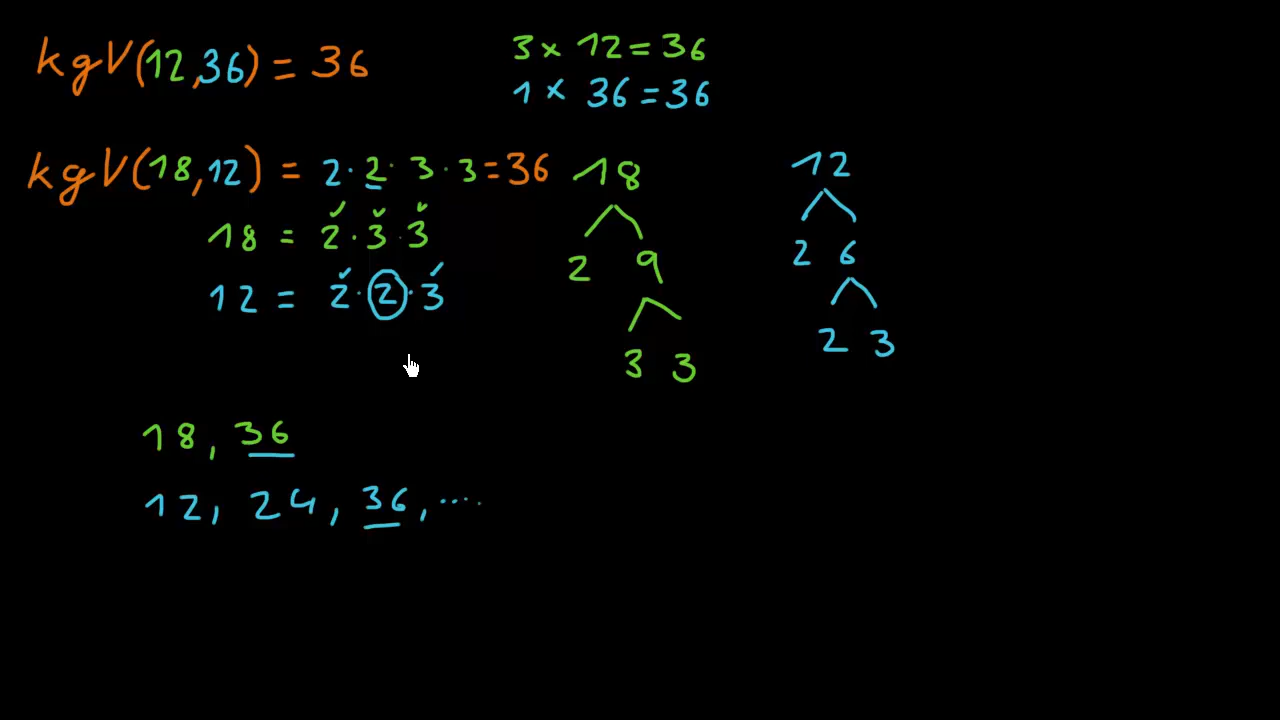 kgV(12,36) = 36
3 × 12 = 36
1 × 36 = 36
kgV(18,12) = 2 · 2 · 3 · 3 = 36
18 = 2 · 3 · 3
12 = 2 · 2 · 3
18
2 9
3 3
12
2 6
2 3
18, 36
12, 24, 36, ....